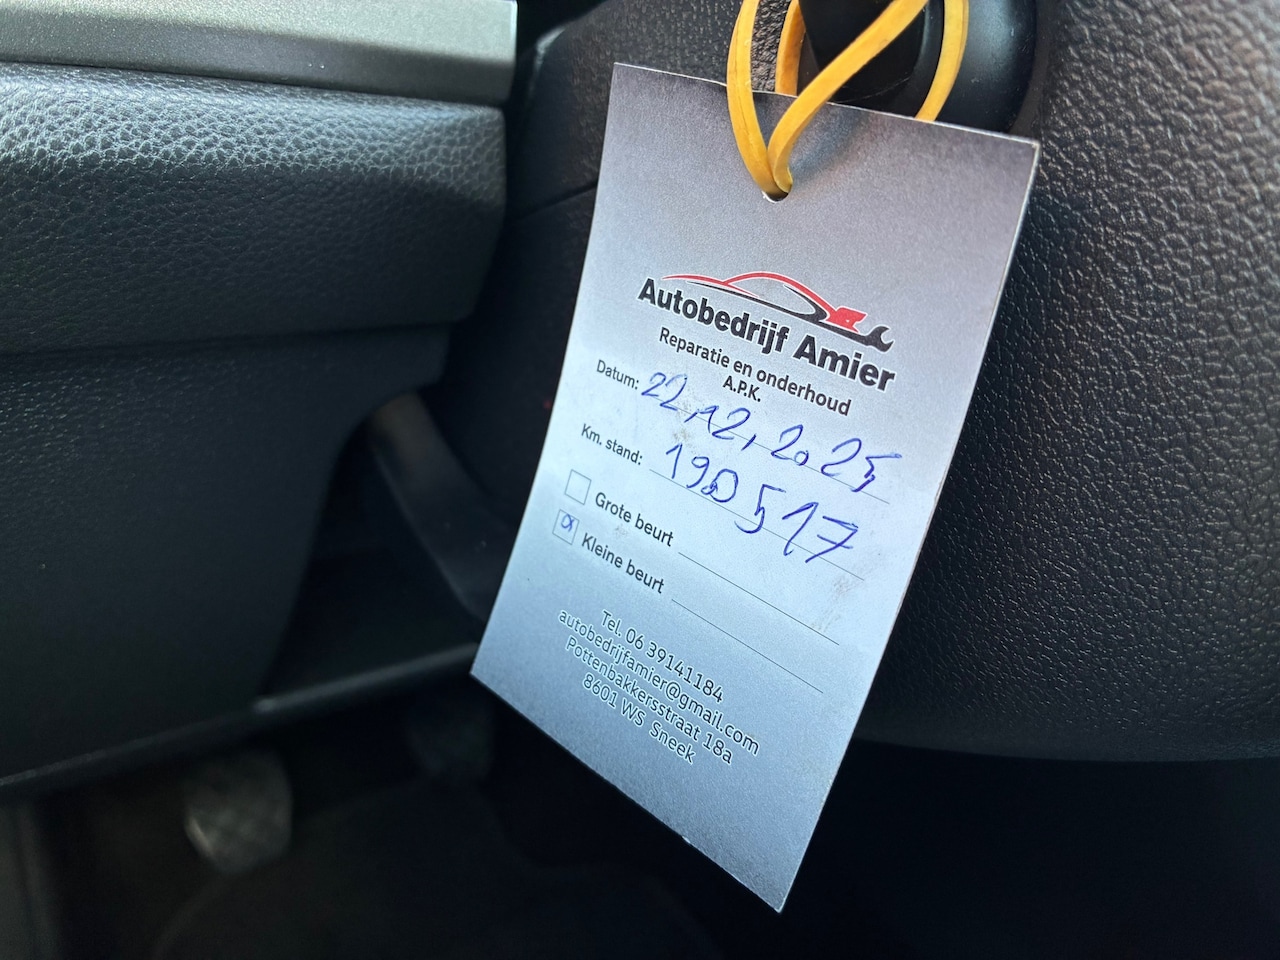 Autobedrijf Amier
Reparatie en onderhoud
A.P.K.
Datum: 22,12,2025
Km. stand: 190517
Grote beurt
Kleine beurt
Tel. 06 39141184
autobedrijfamier@gmail.com
Pottenbakkersstraat 18a
8601 WS Sneek